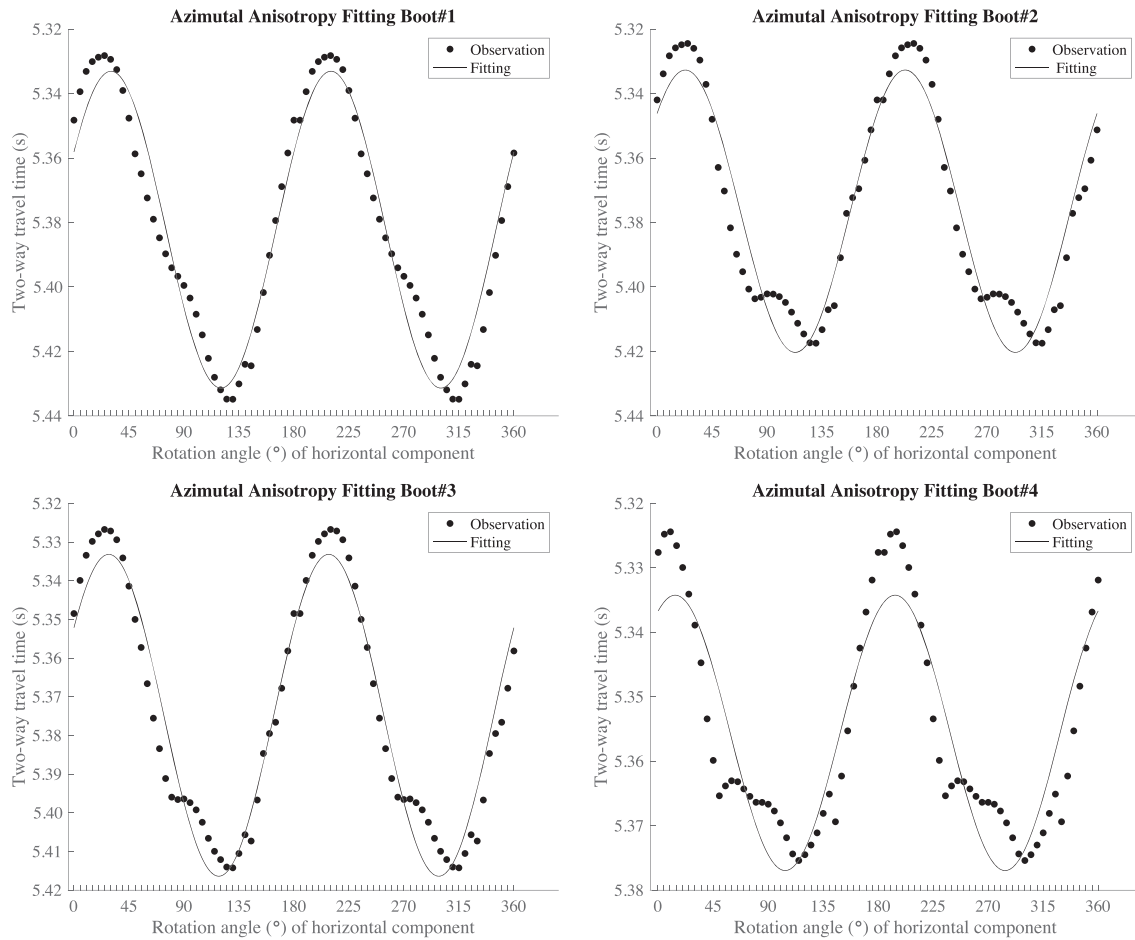 Azimutal Anisotropy Fitting Boot#1
5.32
5.34
5.36
5.38
5.40
5.42
5.44
Two-way travel time (s)
Observation
Fitting
0 45 90 135 180 225 270 315 360
Rotation angle (°) of horizontal component
Azimutal Anisotropy Fitting Boot#2
5.32
5.34
5.36
5.38
5.40
5.42
5.44
Two-way travel time (s)
Observation
Fitting
0 45 90 135 180 225 270 315 360
Rotation angle (°) of horizontal component
Azimutal Anisotropy Fitting Boot#3
5.32
5.33
5.34
5.35
5.36
5.37
5.38
5.39
5.40
5.41
5.42
Two-way travel time (s)
Observation
Fitting
0 45 90 135 180 225 270 315 360
Rotation angle (°) of horizontal component
Azimutal Anisotropy Fitting Boot#4
5.32
5.33
5.34
5.35
5.36
5.37
5.38
Two-way travel time (s)
Observation
Fitting
0 45 90 135 180 225 270 315 360
Rotation angle (°) of horizontal component